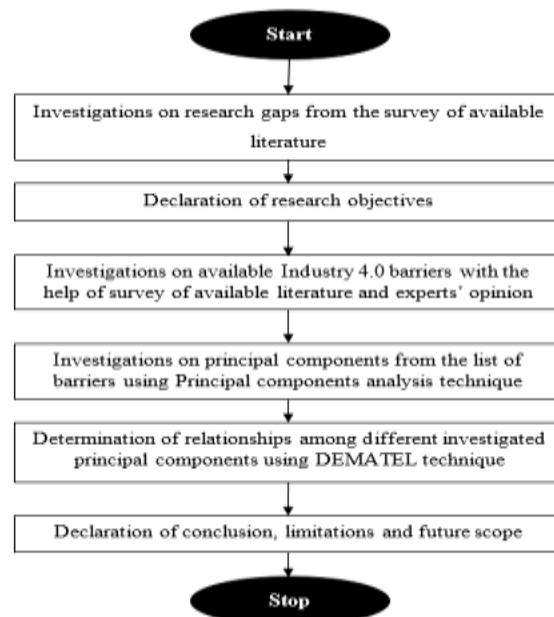 Start
Investigations on research gaps from the survey of available
literature
Declaration of research objectives
Investigations on available Industry 4.0 barriers with the
help of survey of available literature and experts' opinion
Investigations on principal components from the list of
barriers using Principal components analysis technique
Determination of relationships among different investigated
principal components using DEMATEL technique
Declaration of conclusion, limitations and future scope
Stop